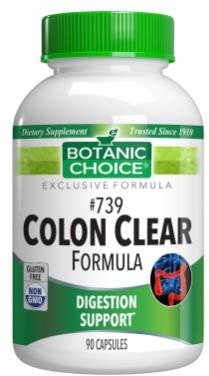 Dietary Supplement Trusted Since 1910
BOTANIC
CHOICE®
EXCLUSIVE FORMULA
#739
COLON CLEAR
FORMULA
GLUTEN
FREE
NON
GMO
DIGESTION
SUPPORT*
90 CAPSULES